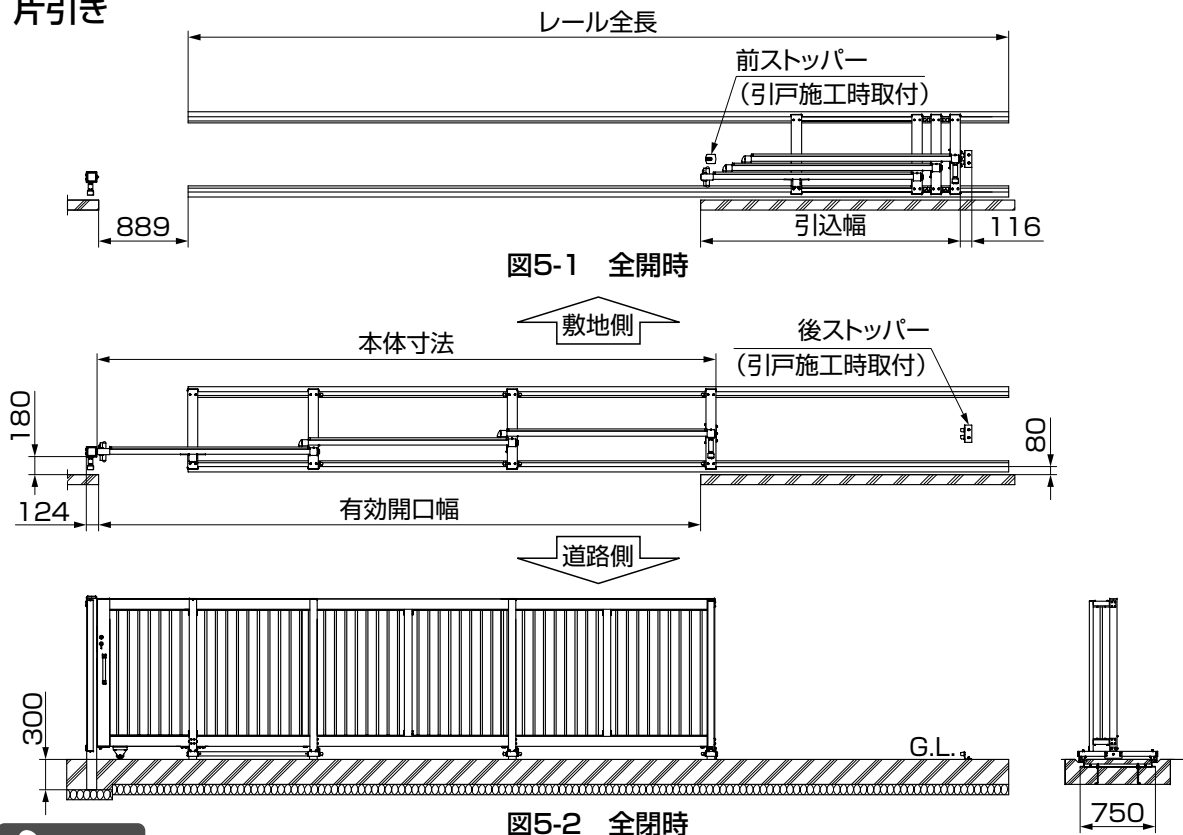 片引き
レール全長
前ストッパー
(引戸施工時取付)
889
引込幅
116
図5-1 全開時
敷地側
本体寸法
後ストッパー
(引戸施工時取付)
180
80
124
有効開口幅
道路側
300
G.L.
750
図5-2 全閉時